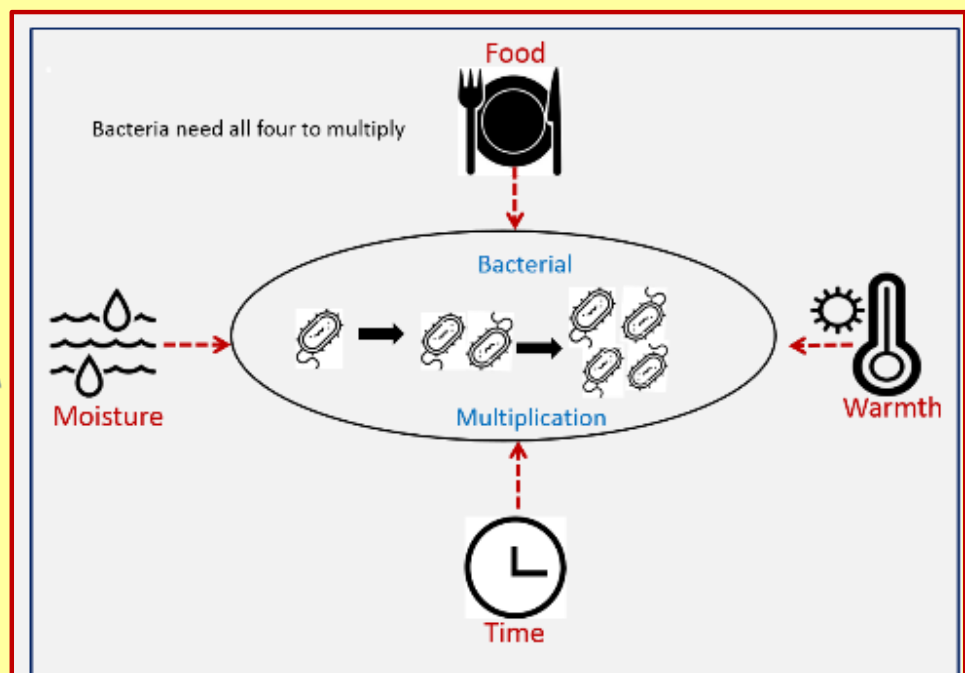 Food
Bacteria need all four to multiply
Bacterial
Moisture
Warmth
Multiplication
Time